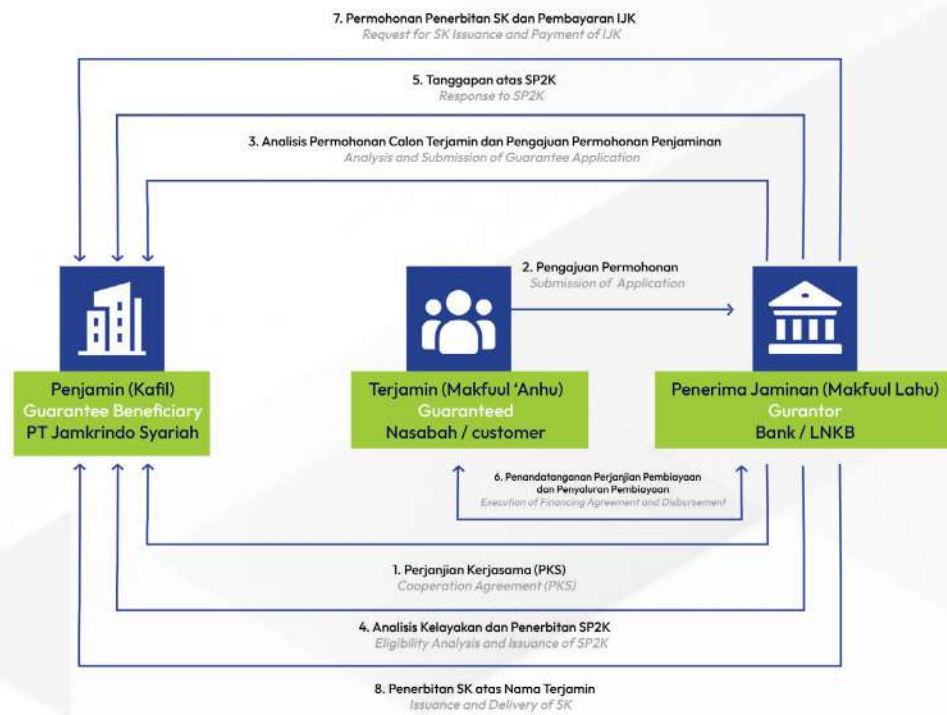 7. Permohonan Penerbitan SK dan Pembayaran IJK
Request for SK Issuance and Payment of IJK
5. Tanggapan atas SP2K
Response to SP2K
3. Analisis Permohonan Calon Terjamin dan Pengajuan Permohonan Penjaminan
Analysis and Submission of Guarantee Application
2. Pengajuan Permohonan
Submission of Application
Penjamin (Kafil)
Guarantee Beneficiary
PT Jamkrindo Syariah
Terjamin (Makfuul ‘Anhu)
Guaranteed
Nasabah / customer
Penerima Jaminan (Makfuul Lahu)
Gurantor
Bank / LNKB
6. Penandatanganan Perjanjian Pembiayaan
dan Penyaluran Pembiayaan
Execution of Financing Agreement and Disbursement
1. Perjanjian Kerjasama (PKS)
Cooperation Agreement (PKS)
4. Analisis Kelayakan dan Penerbitan SP2K
Eligibility Analysis and Issuance of SP2K
8. Penerbitan SK atas Nama Terjamin
Issuance and Delivery of SK